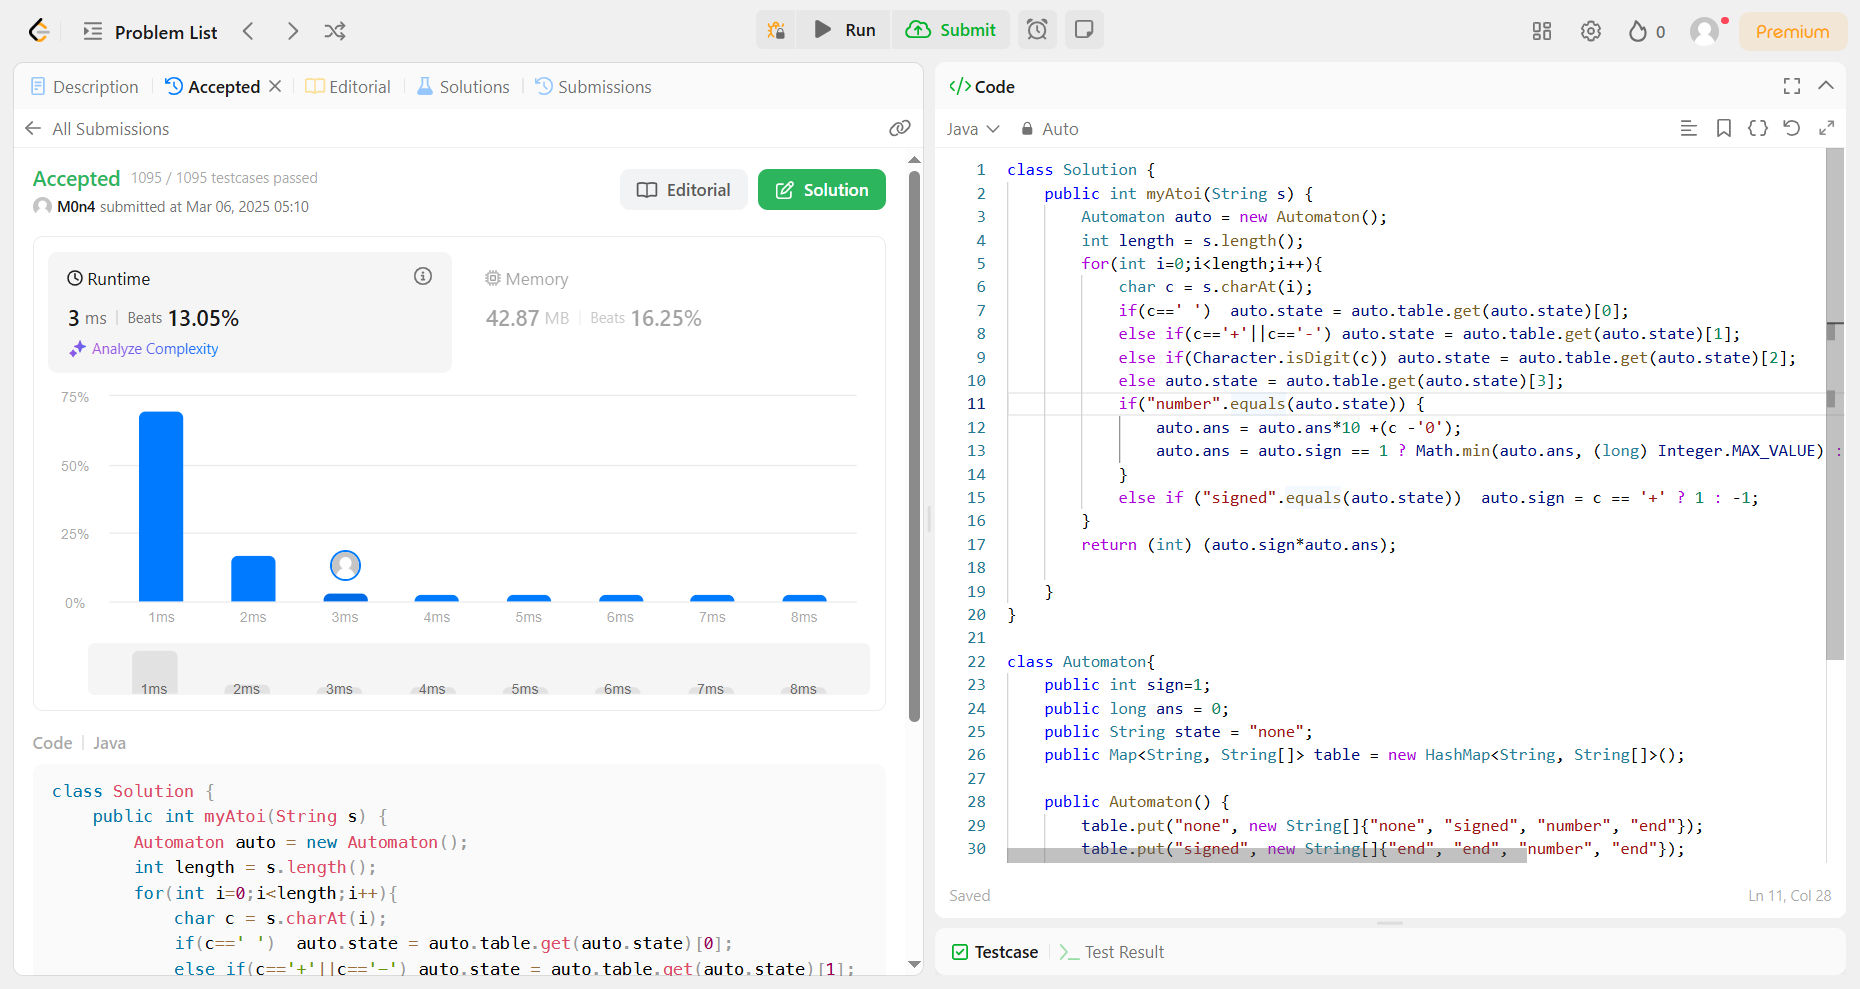 Problem List
Run
Submit
0
Premium
Description
Accepted
Editorial
Solutions
Submissions
All Submissions
Accepted 1095 / 1095 testcases passed
M0n4 submitted at Mar 06, 2025 05:10
Editorial
Solution
Runtime
3 ms Beats 13.05%
Analyze Complexity
Memory
42.87 MB Beats 16.25%
75%
50%
25%
0%
1ms 2ms 3ms 4ms 5ms 6ms 7ms 8ms
1ms 2ms 3ms 4ms 5ms 6ms 7ms 8ms
Code Java
class Solution {
    public int myAtoi(String s) {
        Automaton auto = new Automaton();
        int length = s.length();
        for(int i=0;i<length;i++){
            char c = s.charAt(i);
            if(c==' ')  auto.state = auto.table.get(auto.state)[0];
            else if(c=='+'||c=='-') auto.state = auto.table.get(auto.state)[1];
</> Code
Java
Auto
1 class Solution {
2     public int myAtoi(String s) {
3         Automaton auto = new Automaton();
4         int length = s.length();
5         for(int i=0;i<length;i++){
6             char c = s.charAt(i);
7             if(c==' ')  auto.state = auto.table.get(auto.state)[0];
8             else if(c=='+'||c=='-') auto.state = auto.table.get(auto.state)[1];
9             else if(Character.isDigit(c)) auto.state = auto.table.get(auto.state)[2];
10             else auto.state = auto.table.get(auto.state)[3];
11             if("number".equals(auto.state)) {
12                 auto.ans = auto.ans*10 +(c -'0');
13                 auto.ans = auto.sign == 1 ? Math.min(auto.ans, (long) Integer.MAX_VALUE) :
14             }
15             else if ("signed".equals(auto.state))  auto.sign = c == '+' ? 1 : -1;
16         }
17         return (int) (auto.sign*auto.ans);
18
19     }
20 }
21
22 class Automaton{
23     public int sign=1;
24     public long ans = 0;
25     public String state = "none";
26     public Map<String, String[]> table = new HashMap<String, String[]>();
27
28     public Automaton() {
29         table.put("none", new String[]{"none", "signed", "number", "end"});
30         table.put("signed", new String[]{"end", "end", "number", "end"});
Saved
Ln 11, Col 28
Testcase
Test Result